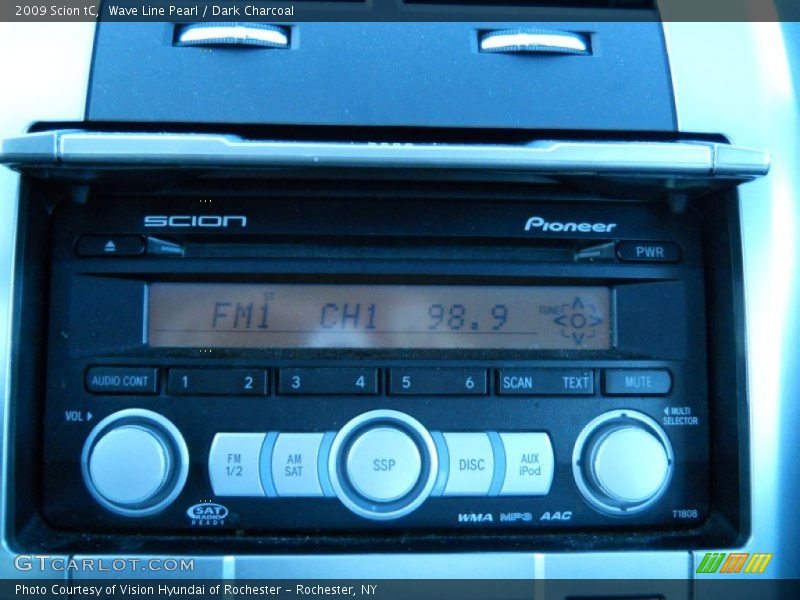 2009 Scion tC,  Wave Line Pearl / Dark Charcoal
SCION
Pioneer
PWR
ST
FM1 CH1 98.9 TUNE
AUDIO CONT 1 2 3 4 5 6 SCAN TEXT MUTE
VOL
MULTI SELECTOR
FM 1/2
AM SAT
SSP
DISC
AUX iPod
SAT RADIO READY
WMA MP3 AAC
T1808
GTCARLOT.COM
Photo Courtesy of Vision Hyundai of Rochester – Rochester, NY